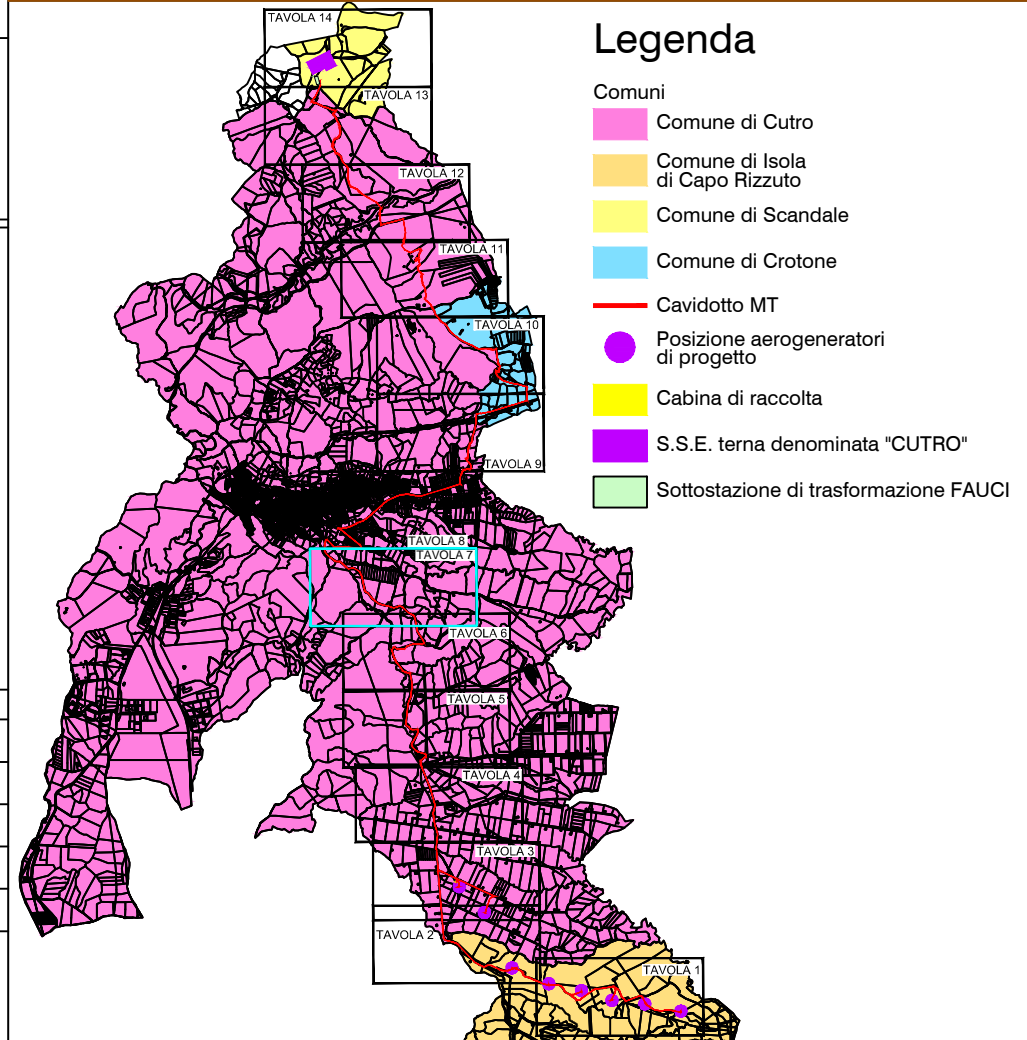 Legenda
Comuni
Comune di Cutro
Comune di Isola
di Capo Rizzuto
Comune di Scandale
Comune di Crotone
Cavidotto MT
Posizione aerogeneratori
di progetto
Cabina di raccolta
S.S.E. terna denominata "CUTRO"
Sottostazione di trasformazione FAUCI
TAVOLA 14
TAVOLA 13
TAVOLA 12
TAVOLA 11
TAVOLA 10
TAVOLA 9
TAVOLA 8
TAVOLA 7
TAVOLA 6
TAVOLA 5
TAVOLA 4
TAVOLA 3
TAVOLA 2
TAVOLA 1